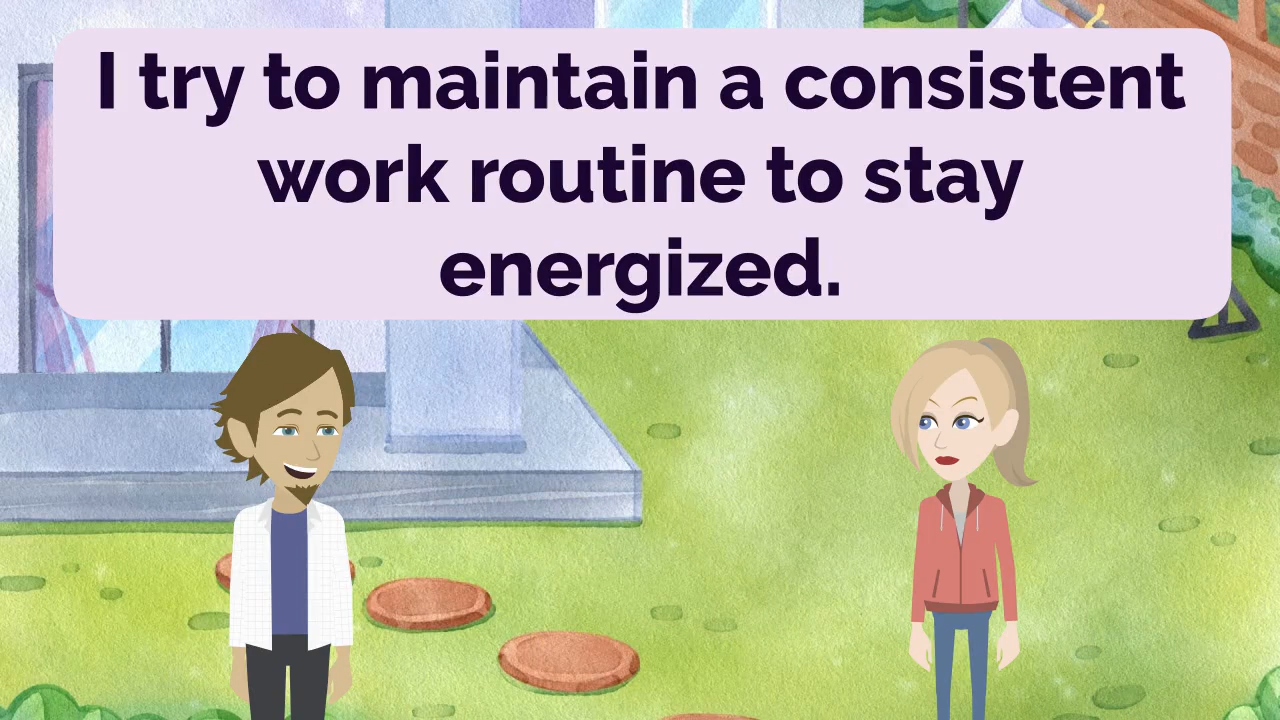 I try to maintain a consistent
work routine to stay
energized.